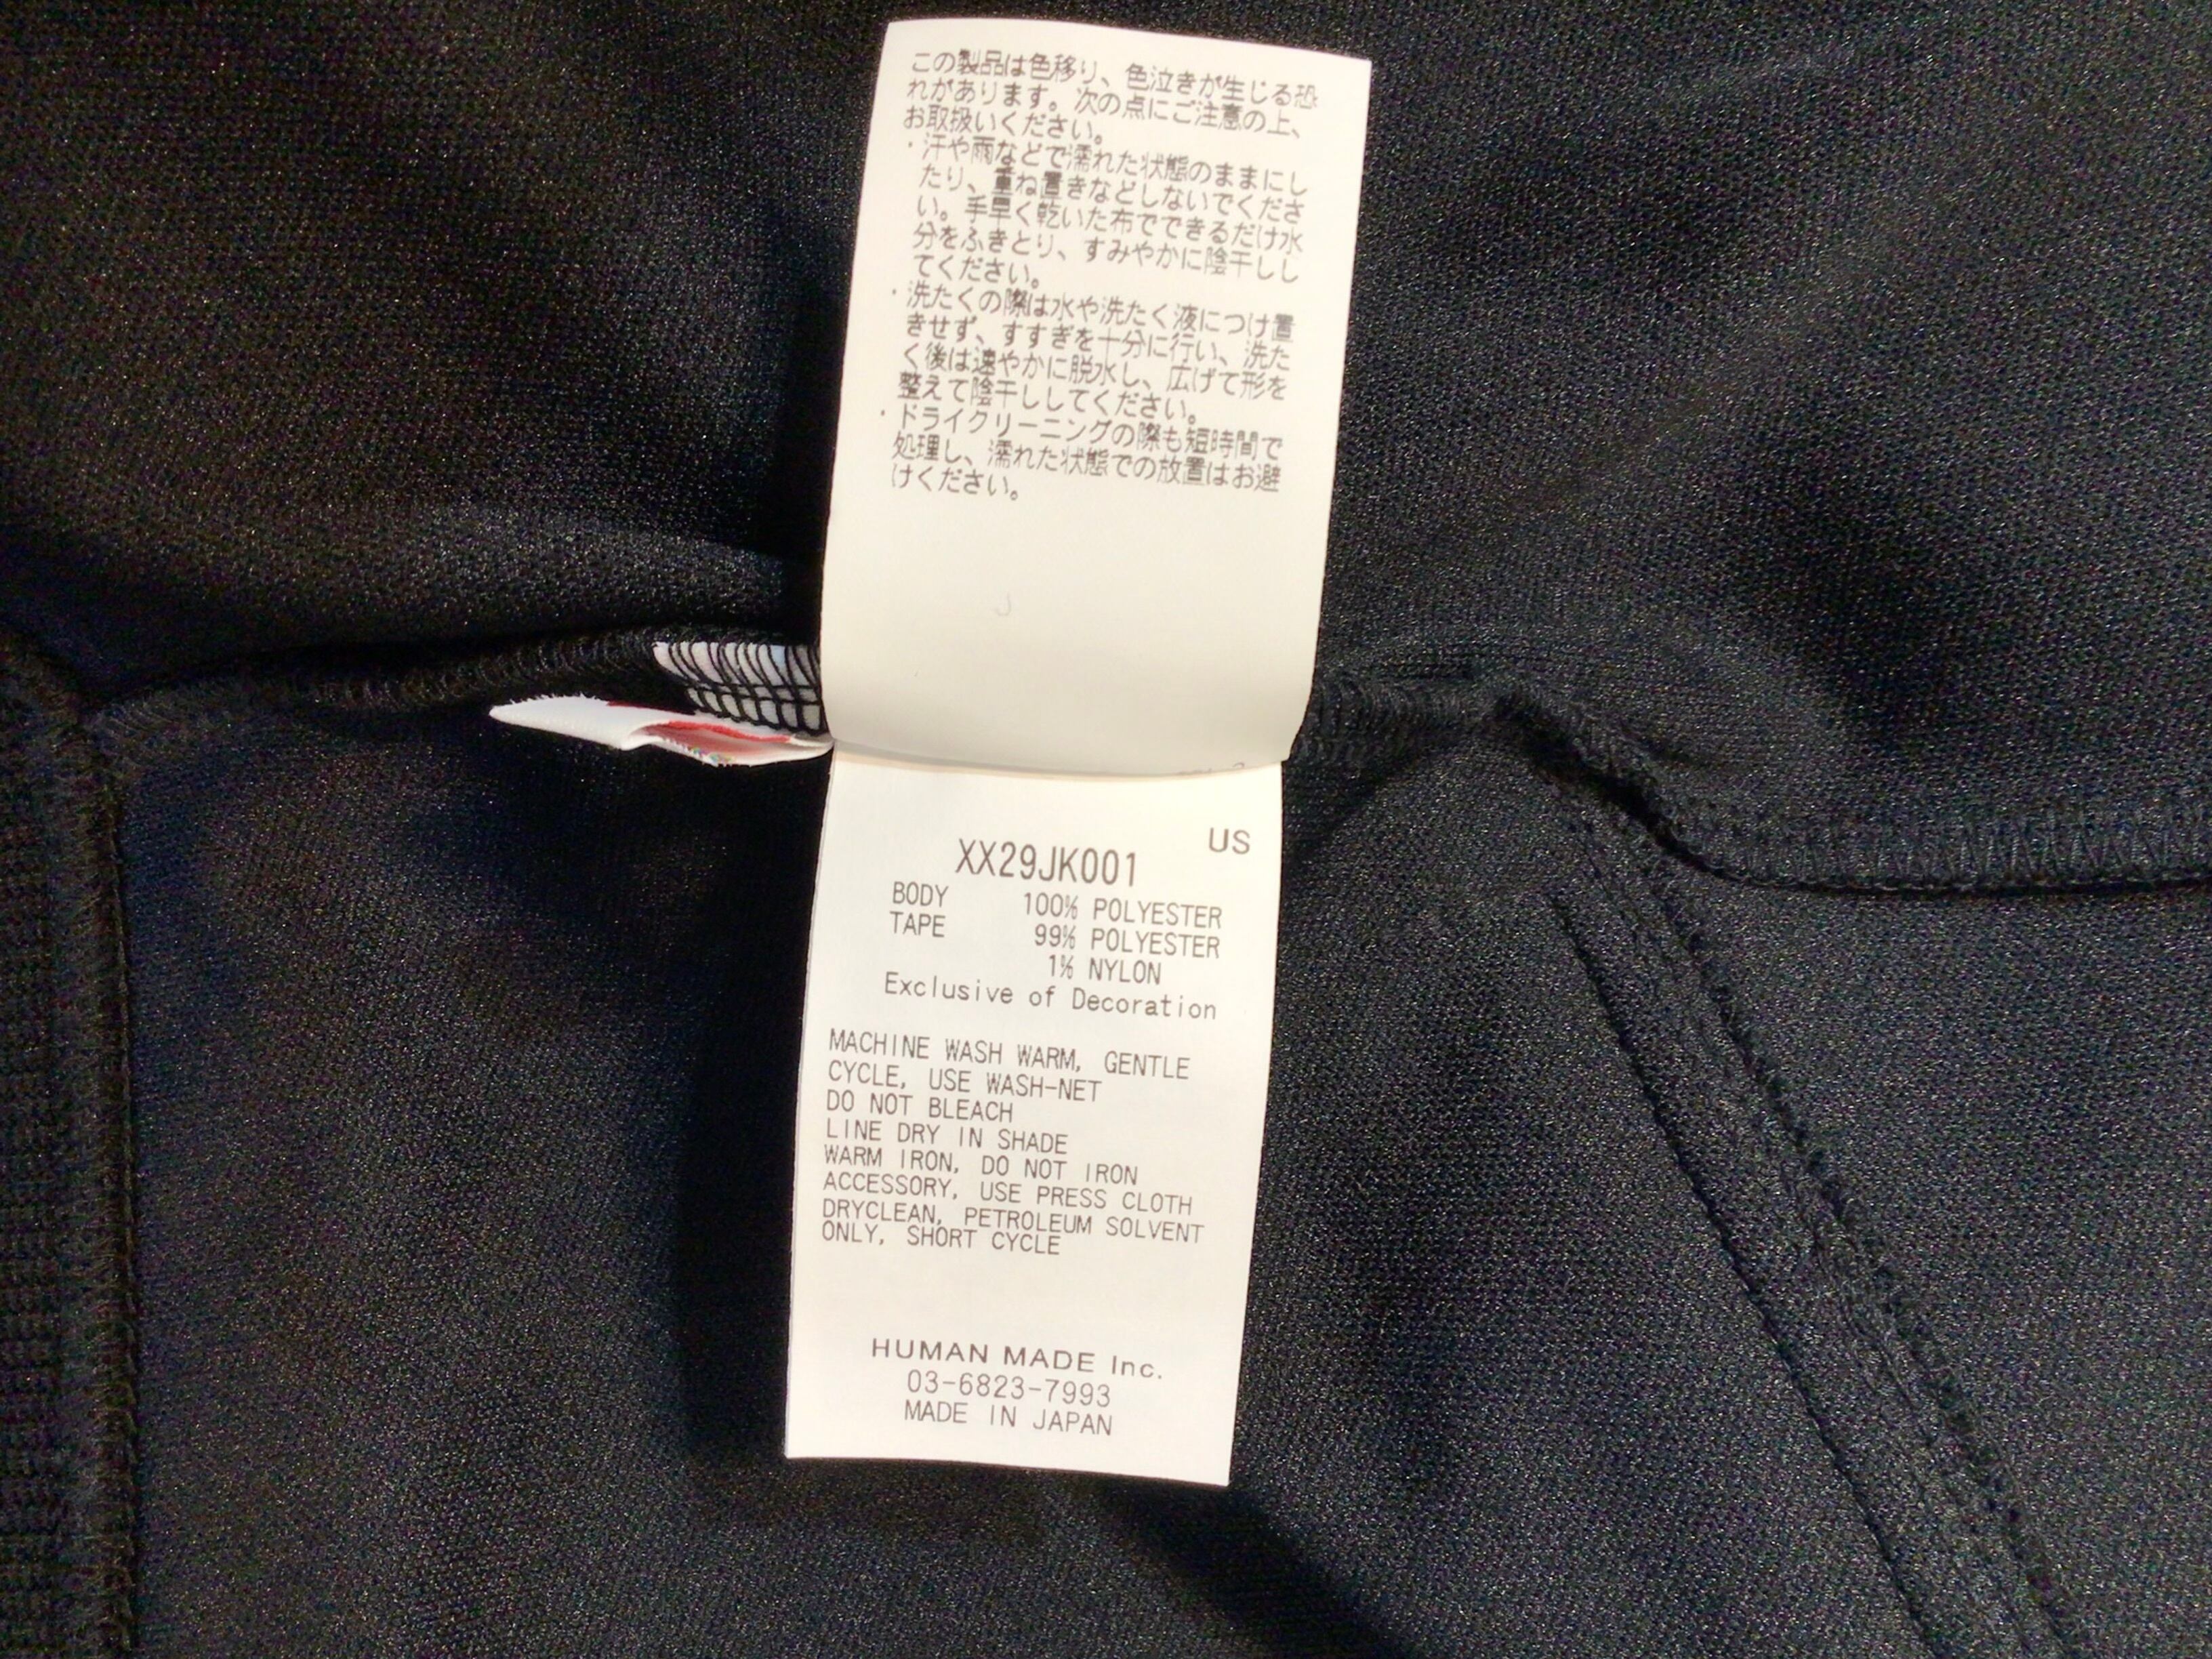 この製品は色移り、色泣きが生じる恐
れがあります。次の点にご注意の上、
お取扱いください。
・汗や雨などで濡れた状態のままにし
たり、重ね置きなどしないでくださ
い。手早く乾いた布でできるだけ水
分をふきとり、すみやかに陰干しし
てください。
・洗たくの際は水や洗たく液につけ置
きせず、すすぎを十分に行い、洗た
く後は速やかに脱水し、広げて形を
整えて陰干ししてください。
・ドライクリーニングの際も短時間で
処理し、濡れた状態での放置はお避
けください。
US
XX29JK001
BODY 100% POLYESTER
TAPE 99% POLYESTER
1% NYLON
Exclusive of Decoration
MACHINE WASH WARM, GENTLE
CYCLE, USE WASH-NET
DO NOT BLEACH
LINE DRY IN SHADE
WARM IRON, DO NOT IRON
ACCESSORY, USE PRESS CLOTH
DRYCLEAN, PETROLEUM SOLVENT
ONLY, SHORT CYCLE
HUMAN MADE Inc.
03-6823-7993
MADE IN JAPAN